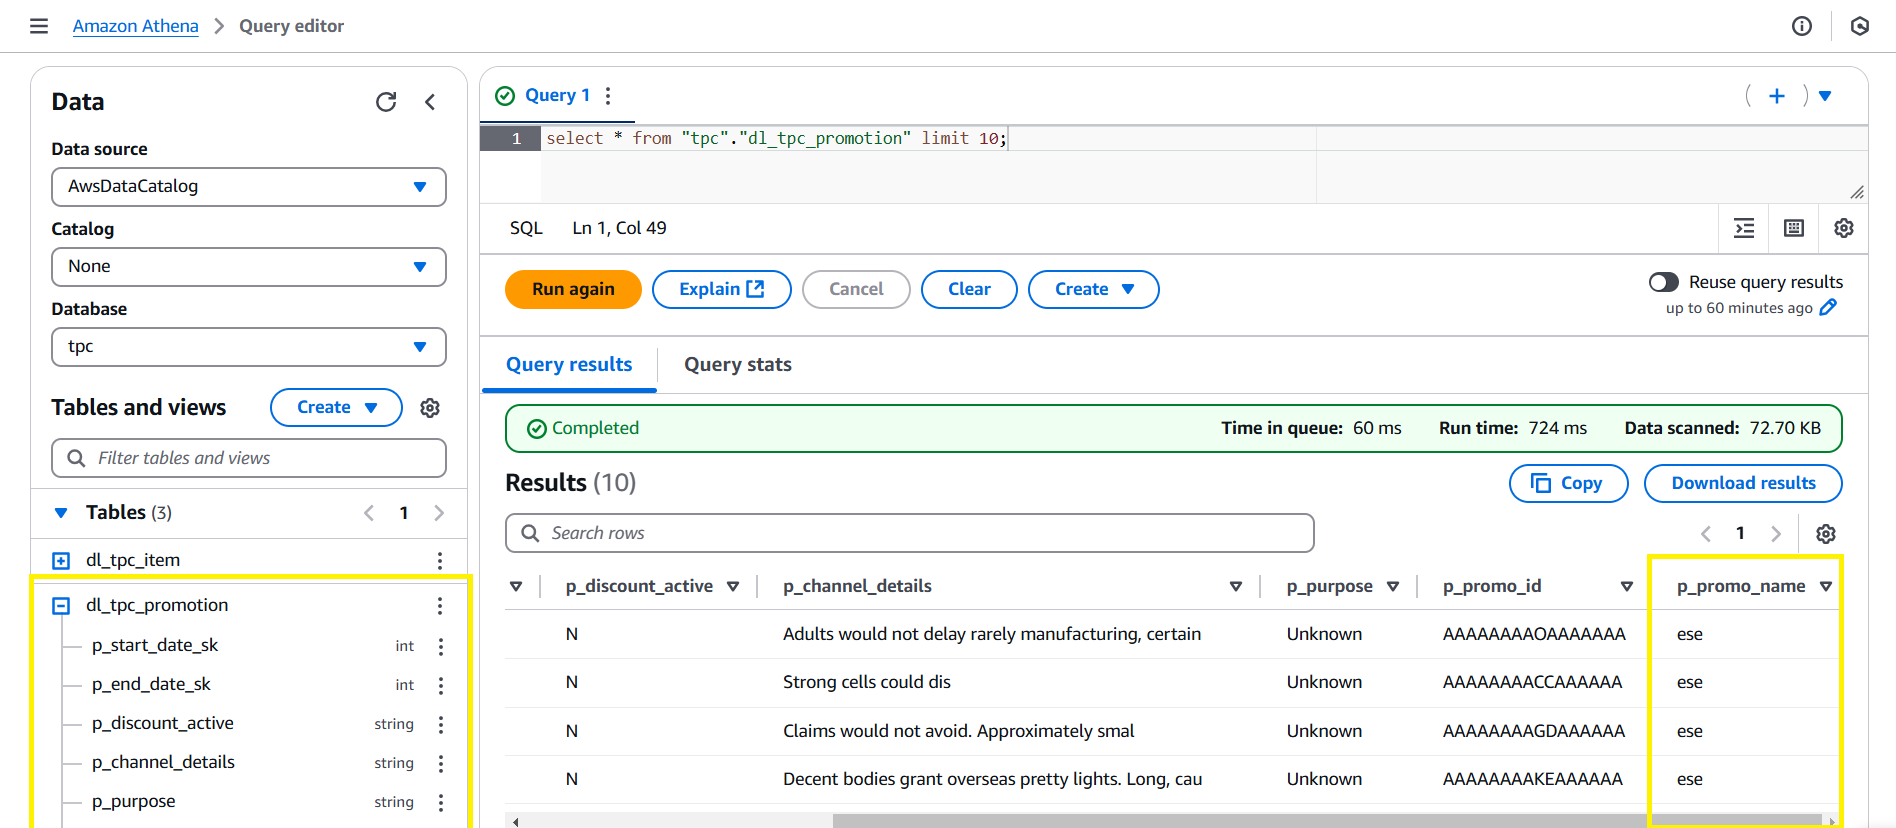 Amazon Athena > Query editor
Data
Data source
AwsDataCatalog
Catalog
None
Database
tpc
Tables and views
Create
Filter tables and views
Tables (3)
1
dl_tpc_item
dl_tpc_promotion
p_start_date_sk int
p_end_date_sk int
p_discount_active string
p_channel_details string
p_purpose string
Query 1
1 select * from "tpc"."dl_tpc_promotion" limit 10;
SQL Ln 1, Col 49
Run again Explain Cancel Clear Create
Reuse query results
up to 60 minutes ago
Query results Query stats
Completed Time in queue: 60 ms Run time: 724 ms Data scanned: 72.70 KB
Results (10) Copy Download results
Search rows 1
p_discount_active p_channel_details p_purpose p_promo_id p_promo_name
N Adults would not delay rarely manufacturing, certain Unknown AAAAAAAAOAAAAAAA ese
N Strong cells could dis Unknown AAAAAAAACCAAAAAA ese
N Claims would not avoid. Approximately smal Unknown AAAAAAAAGDAAAAAA ese
N Decent bodies grant overseas pretty lights. Long, cau Unknown AAAAAAAAKEAAAAAA ese